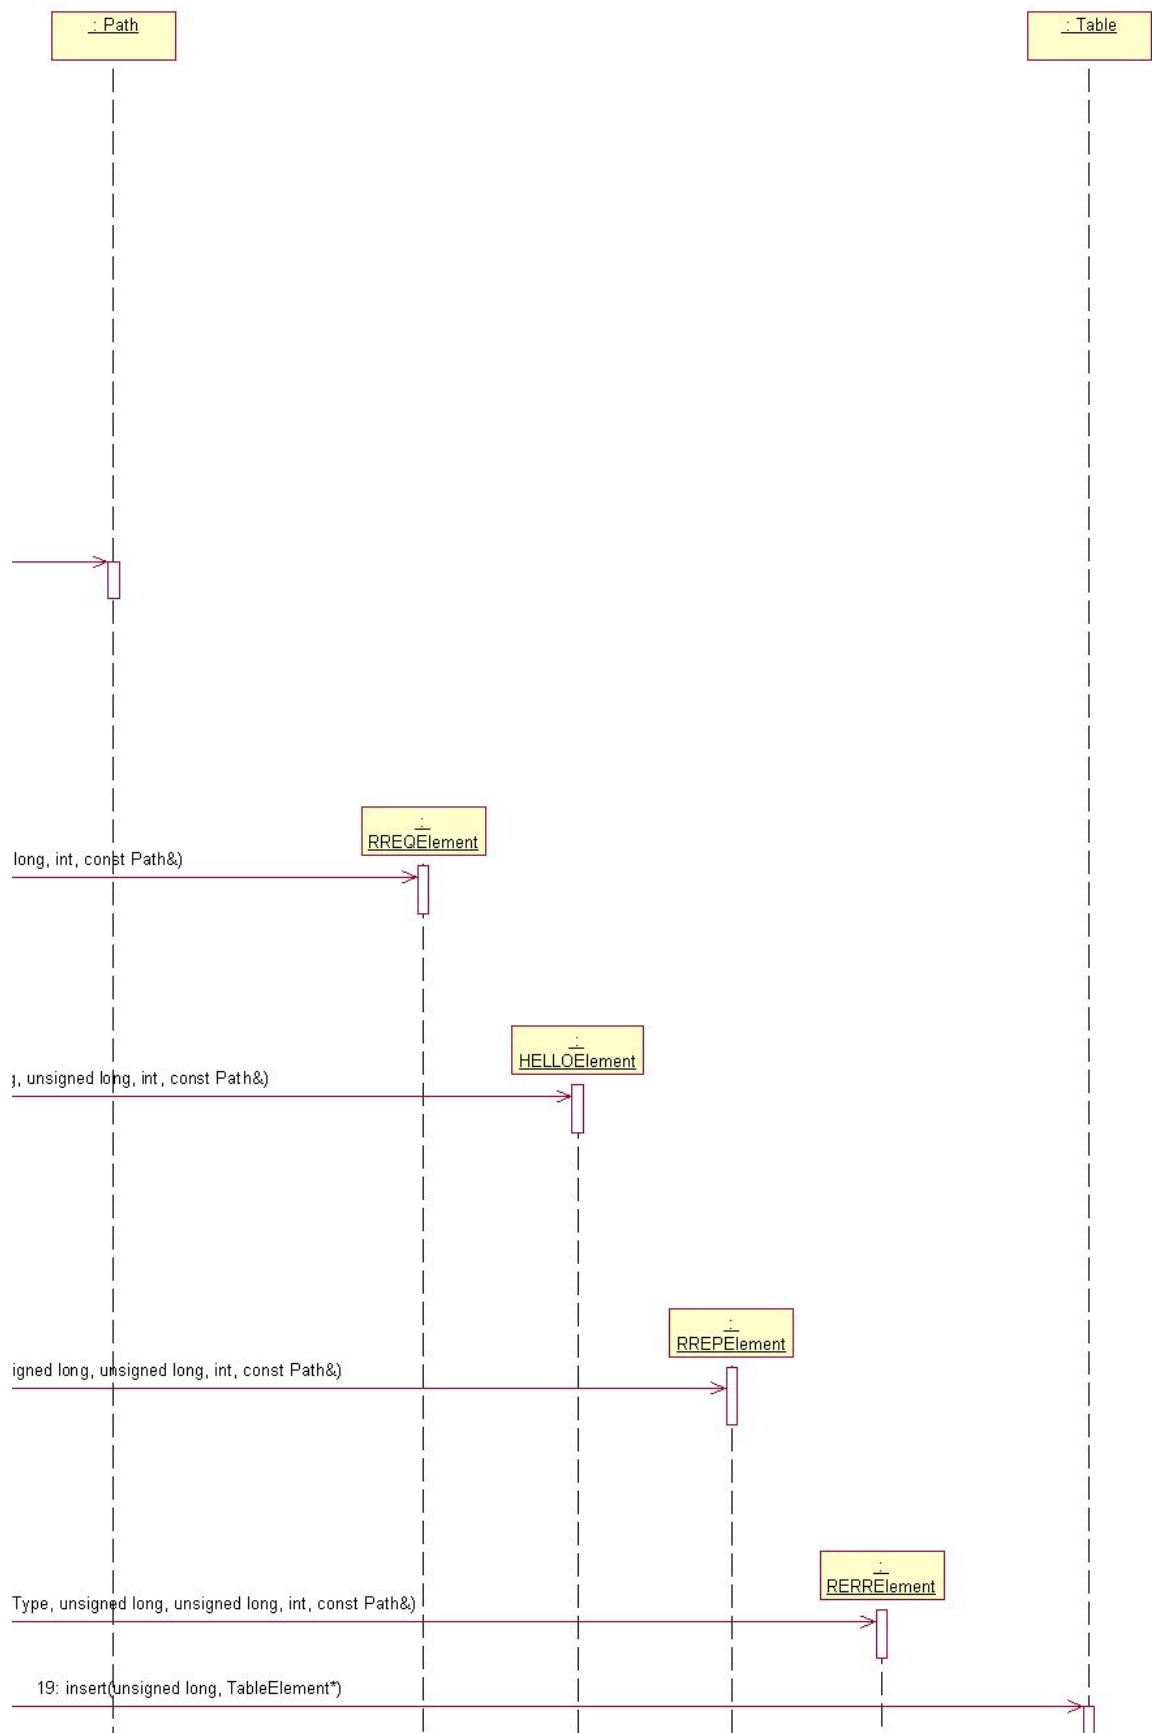 : Path
: Table
:
RREQElement
long, int, const Path&)
:
HELLOElement
, unsigned long, int, const Path&)
:
RREPElement
igned long, unsigned long, int, const Path&)
:
RERRElement
Type, unsigned long, unsigned long, int, const Path&)
19: insert(unsigned long, TableElement*)